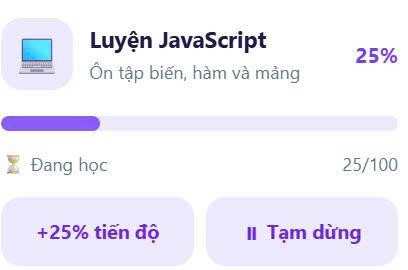 Luyện JavaScript
25%
Ôn tập biến, hàm và mảng
⏳ Đang học
25/100
+25% tiến độ
⏸ Tạm dừng